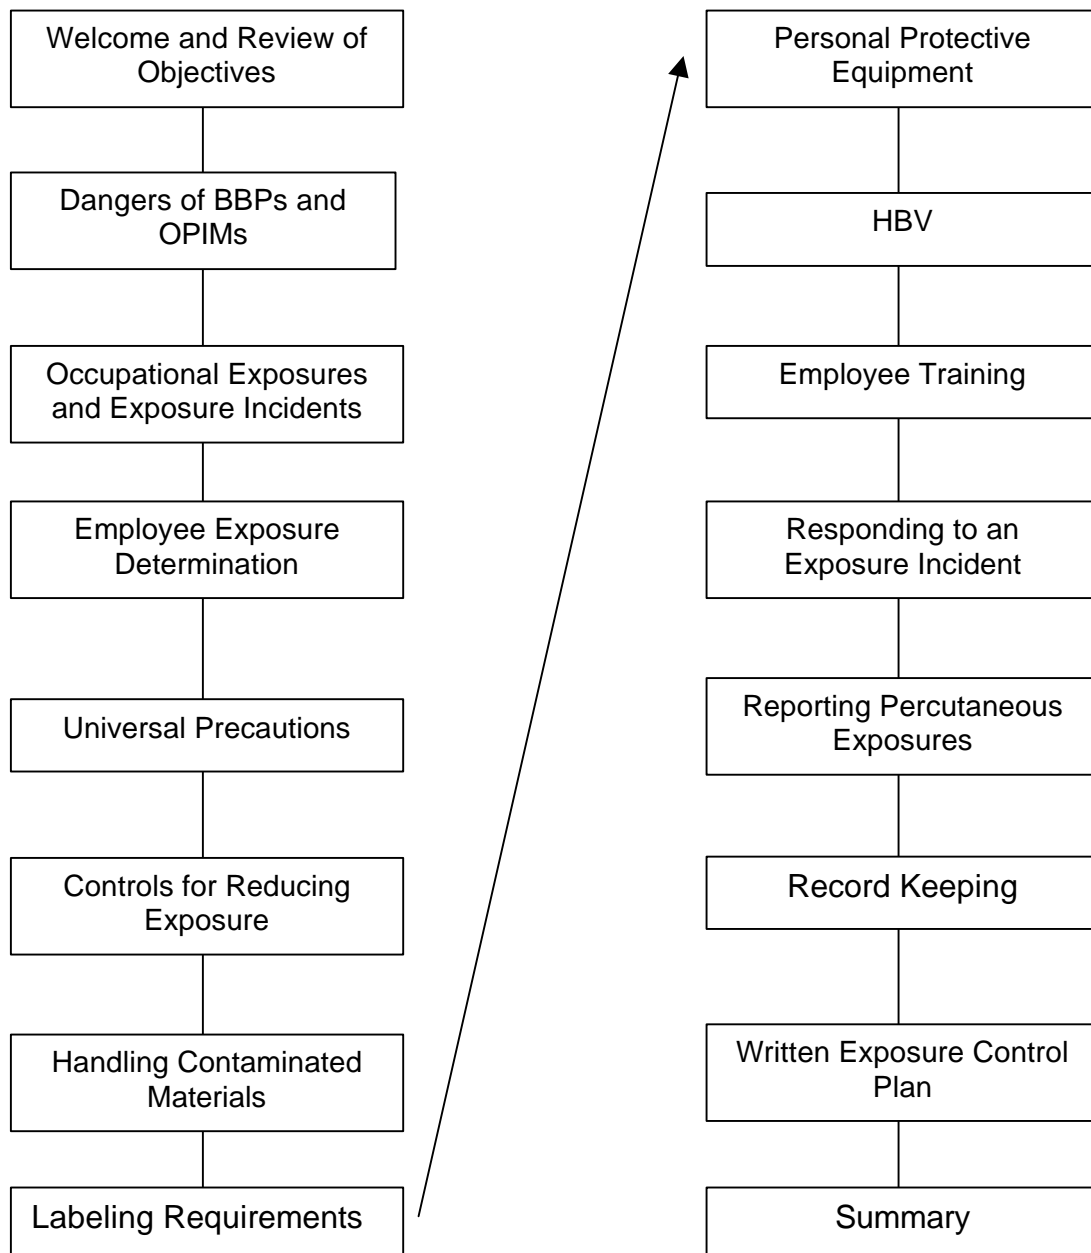 Welcome and Review of
Objectives
Dangers of BBPs and
OPIMs
Occupational Exposures
and Exposure Incidents
Employee Exposure
Determination
Universal Precautions
Controls for Reducing
Exposure
Handling Contaminated
Materials
Labeling Requirements
Personal Protective
Equipment
HBV
Employee Training
Responding to an
Exposure Incident
Reporting Percutaneous
Exposures
Record Keeping
Written Exposure Control
Plan
Summary